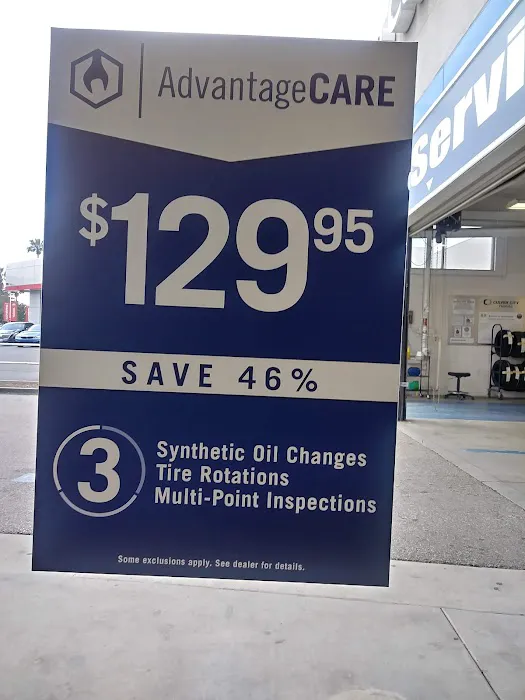 AdvantageCARE
$129.95
SAVE 46%
3
Synthetic Oil Changes
Tire Rotations
Multi-Point Inspections
Some exclusions apply. See dealer for details.
Servi